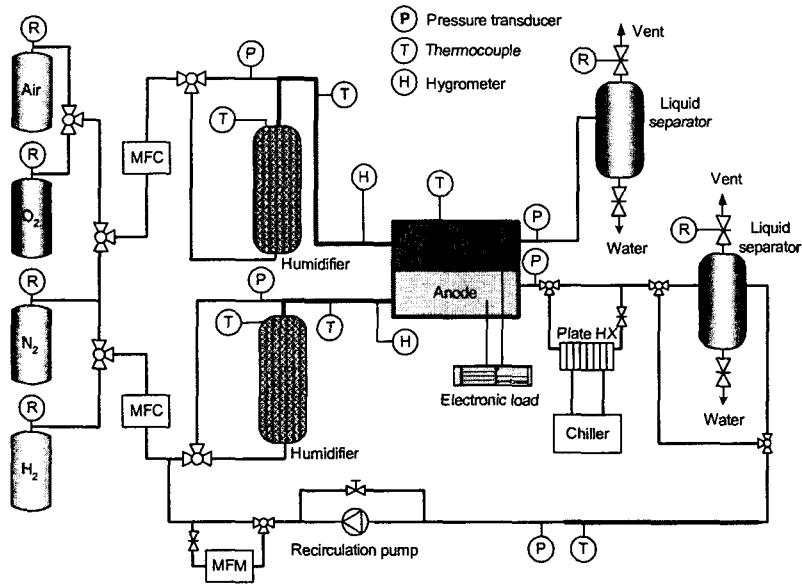 P Pressure transducer
T Thermocouple
H Hygrometer
R
Air
R
O2
R
N2
R
H2
MFC
P
T
T
Humidifier
H
T
P
R
Vent
Liquid
separator
Water
P
R
Vent
Liquid
separator
Water
Anode
MFC
P
T
T
H
Humidifier
Electronic load
Plate HX
Chiller
MFM
Recirculation pump
P
T